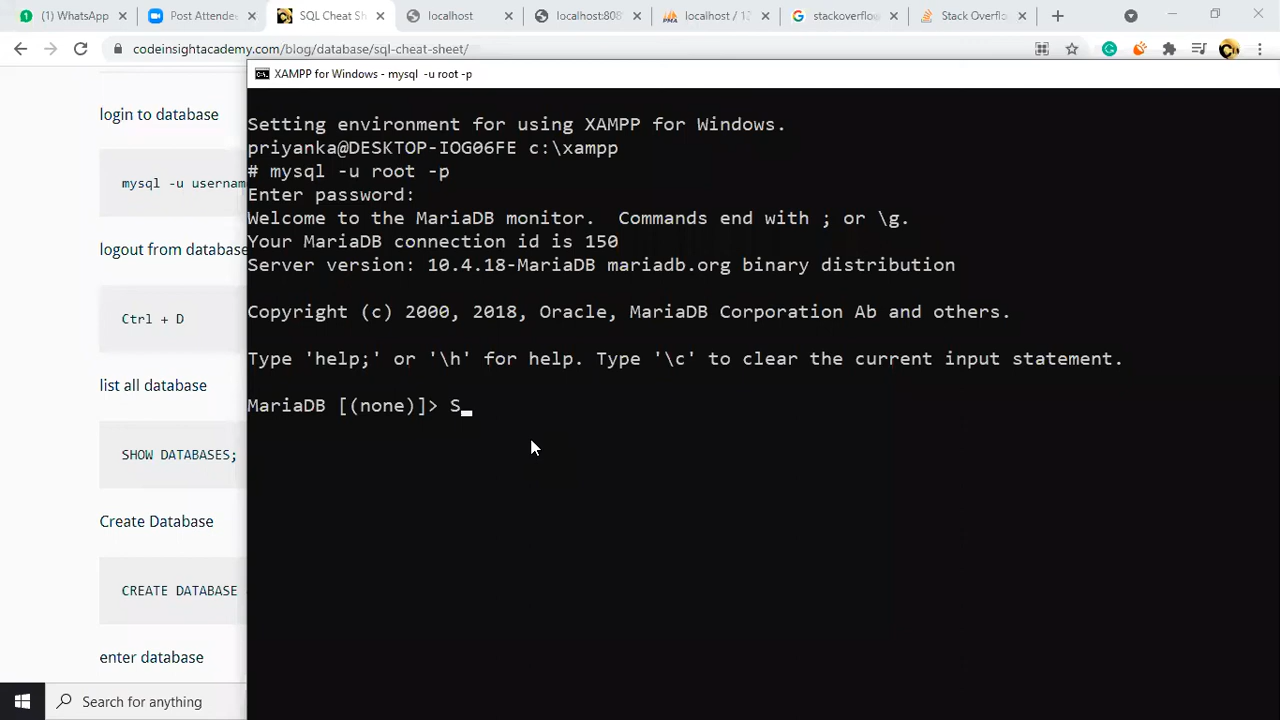 (1) WhatsApp
Post Attende
SQL Cheat Sh
localhost
localhost:808
localhost / 12
stackoverflow
Stack Overflo
codeinsightacademy.com/blog/database/sql-cheat-sheet/
XAMPP for Windows - mysql -u root -p
login to database
mysql -u usernam
logout from database
Ctrl + D
list all database
SHOW DATABASES;
Create Database
CREATE DATABASE
enter database
Setting environment for using XAMPP for Windows.
priyanka@DESKTOP-IOG06FE c:\xampp
# mysql -u root -p
Enter password:
Welcome to the MariaDB monitor.  Commands end with ; or \g.
Your MariaDB connection id is 150
Server version: 10.4.18-MariaDB mariadb.org binary distribution
Copyright (c) 2000, 2018, Oracle, MariaDB Corporation Ab and others.
Type 'help;' or '\h' for help. Type '\c' to clear the current input statement.
MariaDB [(none)]> S_
Search for anything